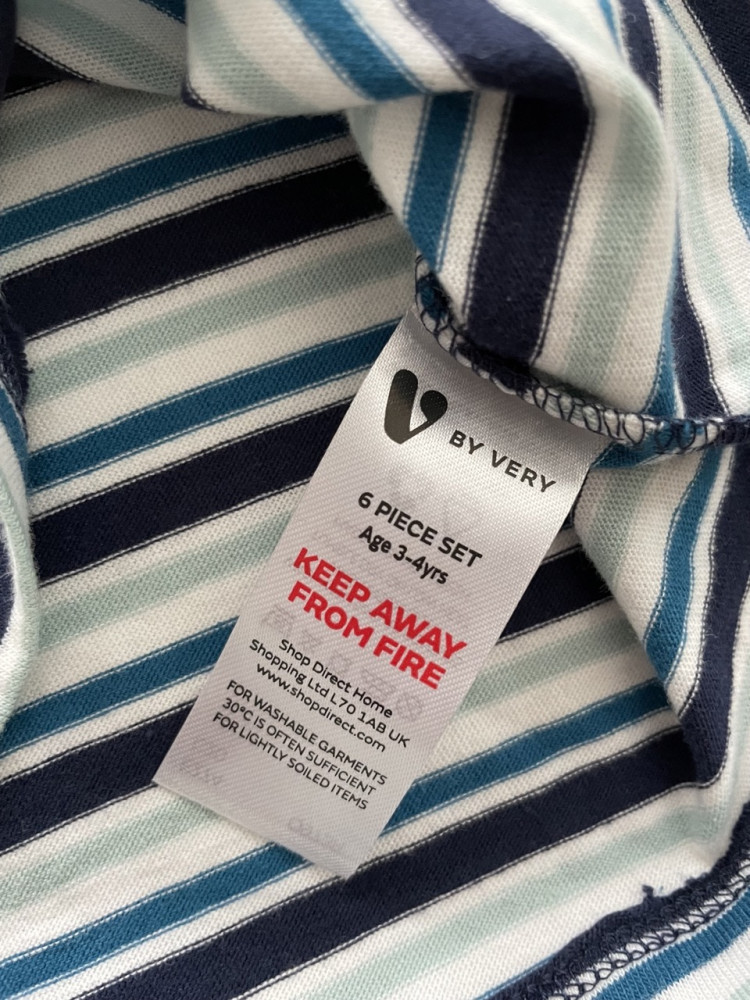 V BY VERY
6 PIECE SET
Age 3-4yrs
KEEP AWAY
FROM FIRE
Shop Direct Home
Shopping Ltd L70 1AB UK
www.shopdirect.com
FOR WASHABLE GARMENTS
30°C IS OFTEN SUFFICIENT
FOR LIGHTLY SOILED ITEMS